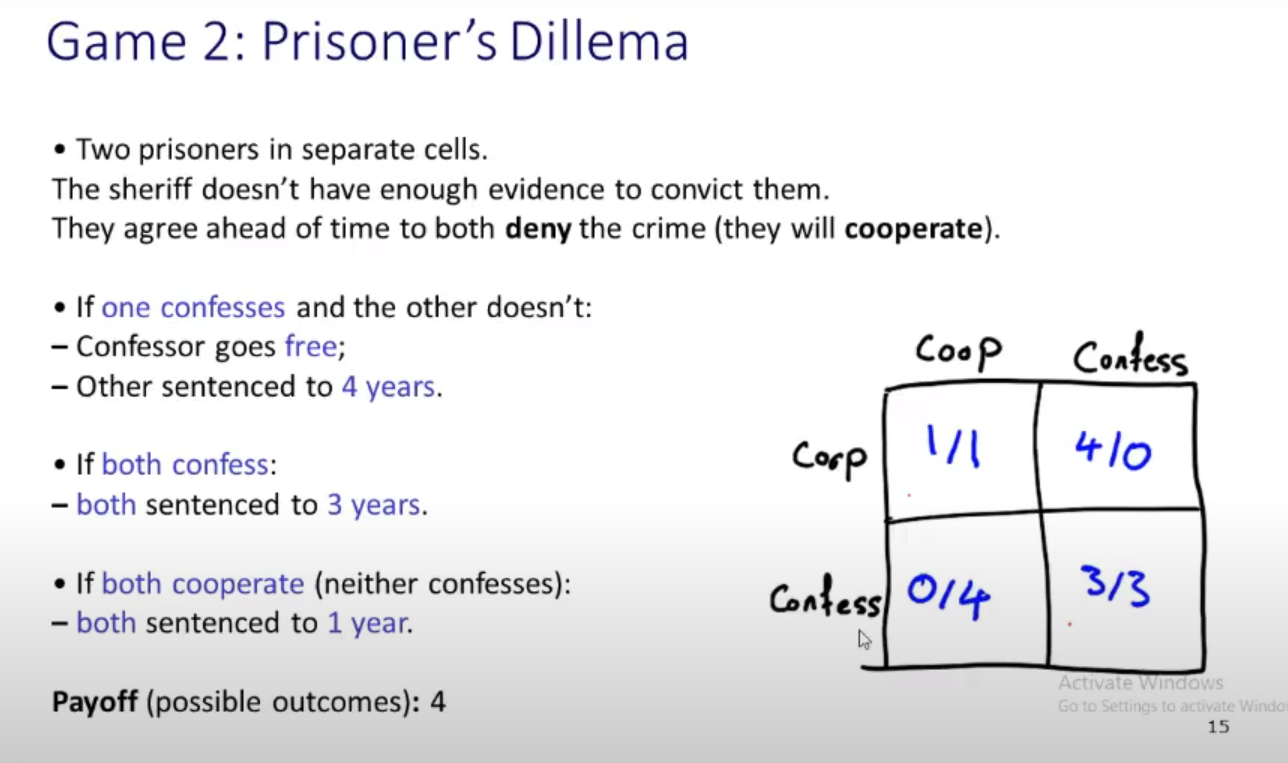 Game 2: Prisoner's Dillema
• Two prisoners in separate cells.
The sheriff doesn't have enough evidence to convict them.
They agree ahead of time to both deny the crime (they will cooperate).
• If one confesses and the other doesn't:
– Confessor goes free;
– Other sentenced to 4 years.
• If both confess:
– both sentenced to 3 years.
• If both cooperate (neither confesses):
– both sentenced to 1 year.
Payoff (possible outcomes): 4
Coop Confess
Corp 1/1 4/0
Confess 0/4 3/3
Activate Windows
Go to Settings to activate Windo
15